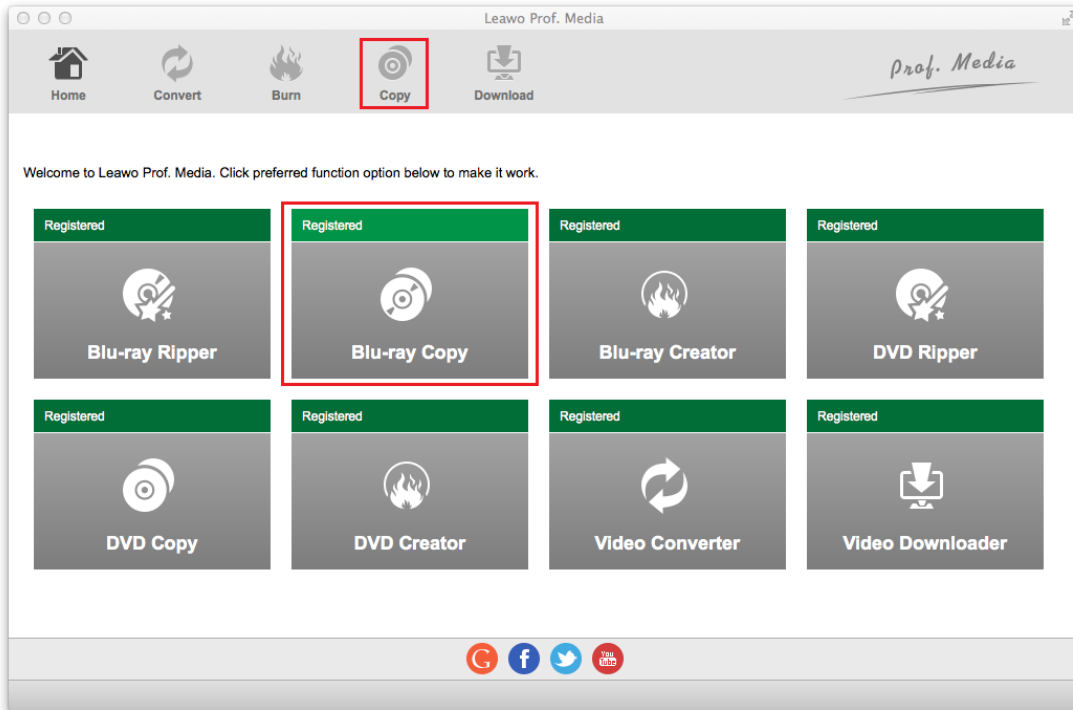 Leawo Prof. Media
Home Convert Burn Copy Download
Prof. Media
Welcome to Leawo Prof. Media. Click preferred function option below to make it work.
Registered Registered Registered Registered
Blu-ray Ripper Blu-ray Copy Blu-ray Creator DVD Ripper
Registered Registered Registered Registered
DVD Copy DVD Creator Video Converter Video Downloader
G f You Tube